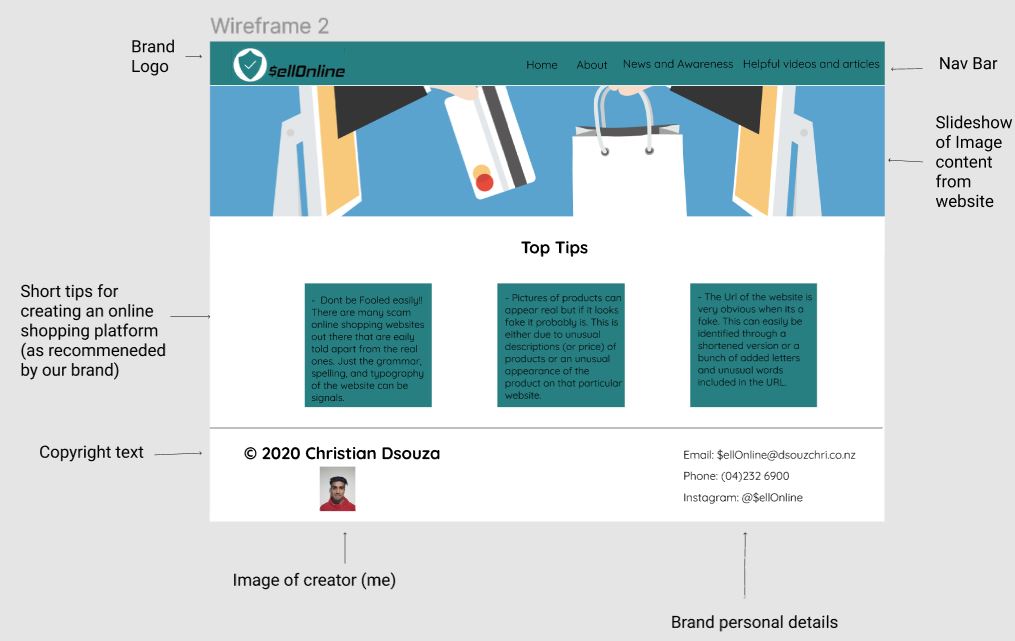 Wireframe 2
Brand
Logo
$ellOnline
Home About News and Awareness Helpful videos and articles
Nav Bar
Slideshow
of Image
content
from
website
Top Tips
Short tips for
creating an online
shopping platform
(as recommeneded
by our brand)
- Dont be Fooled easily!!
There are many scam
online shopping websites
out there that are eaily
told apart from the real
ones. Just the grammar,
spelling, and typography
of the website can be
signals.
- Pictures of products can
appear real but if it looks
fake it probably is. This is
either due to unusual
descriptions (or price) of
products or an unusual
appearance of the
product on that particular
website.
- The Url of the website is
very obvious when its a
fake. This can easily be
identified through a
shortened version or a
bunch of added letters
and unusual words
included in the URL.
Copyright text
© 2020 Christian Dsouza
Email: $ellOnline@dsouzchri.co.nz
Phone: (04)232 6900
Instagram: @$ellOnline
Image of creator (me)
Brand personal details